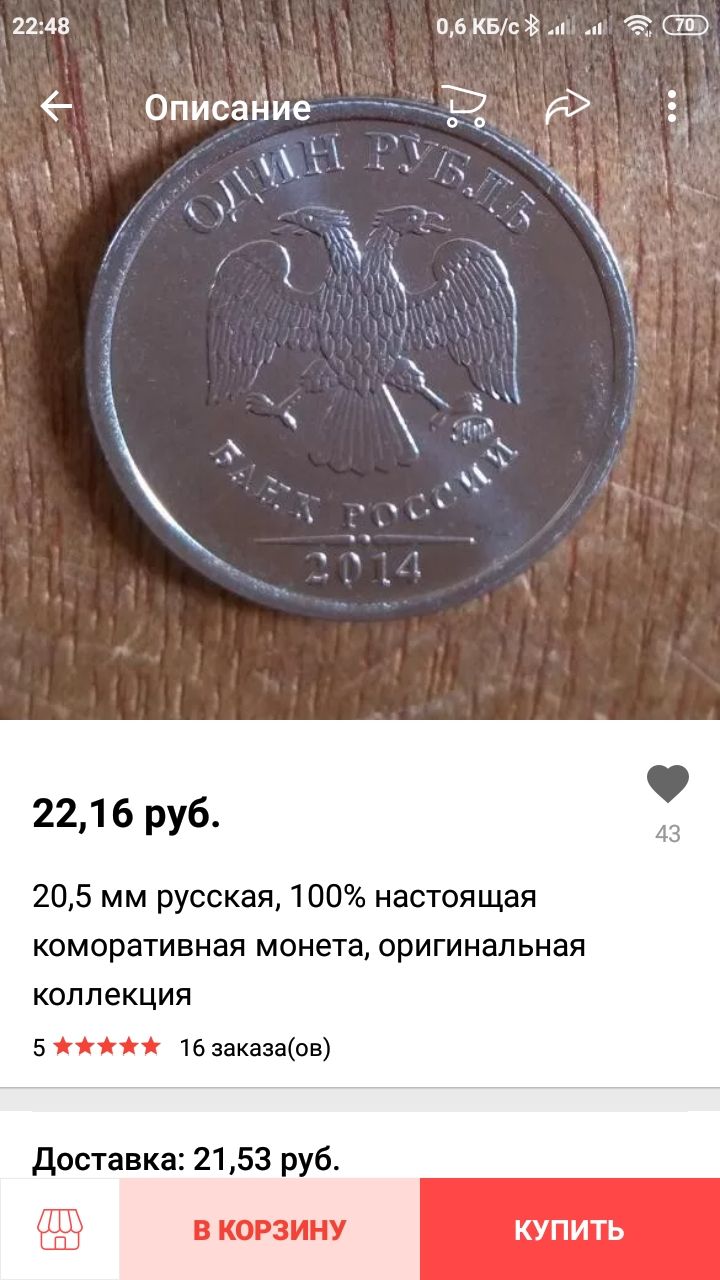 22:48
0,6 КБ/с
70
Описание
ОДИН РУБЛЬ
БАНК РОССИИ
2014
22,16 руб.
43
20,5 мм русская, 100% настоящая
коморативная монета, оригинальная
коллекция
5 16 заказа(ов)
Доставка: 21,53 руб.
В КОРЗИНУ
КУПИТЬ